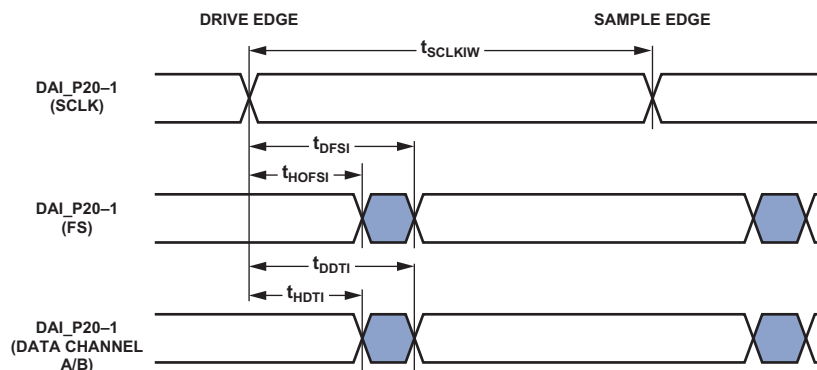 DRIVE EDGE SAMPLE EDGE
tSCLKIW
DAI_P20–1
(SCLK)
tDFSI
tHOFSI
DAI_P20–1
(FS)
tDDTI
tHDTI
DAI_P20–1
(DATA CHANNEL
A/B)